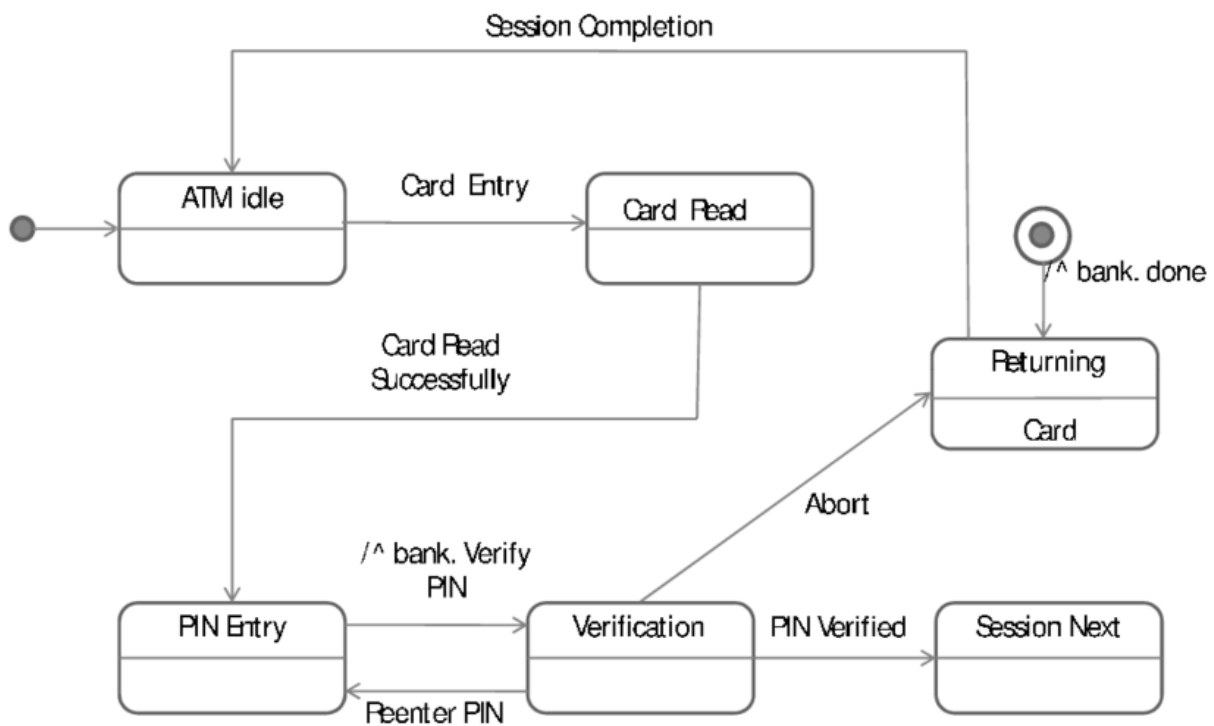 Session Completion
ATM idle
Card Entry
Card Read
/^ bank. done
Card Read
Successfully
Returning
Card
Abort
/^ bank. Verify
PIN
PIN Entry
Verification
PIN Verified
Session Next
Reenter PIN